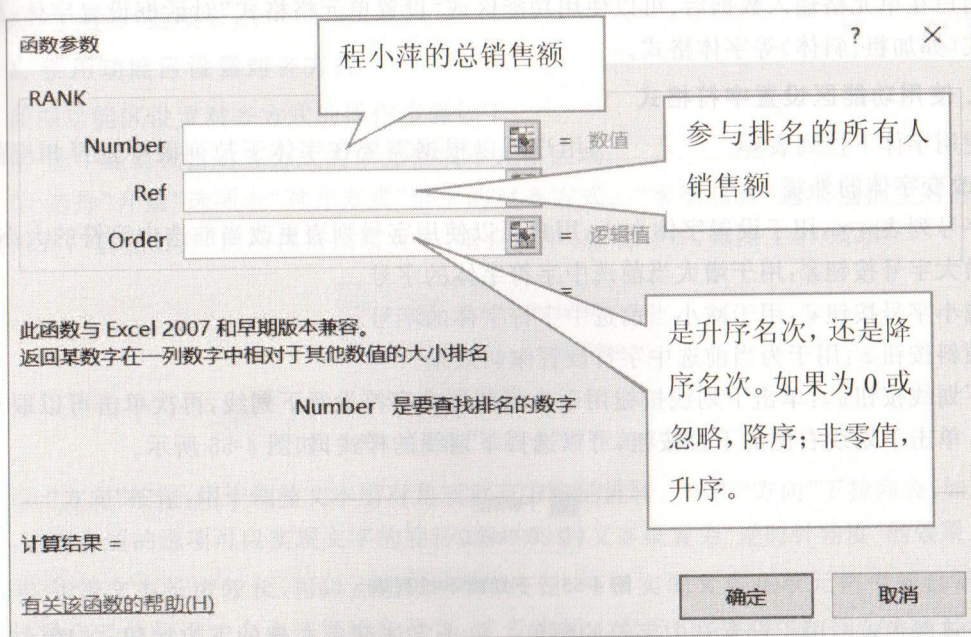 函数参数
? ×
RANK
程小萍的总销售额
Number
数值
参与排名的所有人
销售额
Ref
Order
= 逻辑值
=
是升序名次，还是降
序名次。如果为 0 或
忽略，降序；非零值，
升序。
此函数与 Excel 2007 和早期版本兼容。
返回某数字在一列数字中相对于其他数值的大小排名
Number 是要查找排名的数字
计算结果 =
有关该函数的帮助(H)
确定
取消